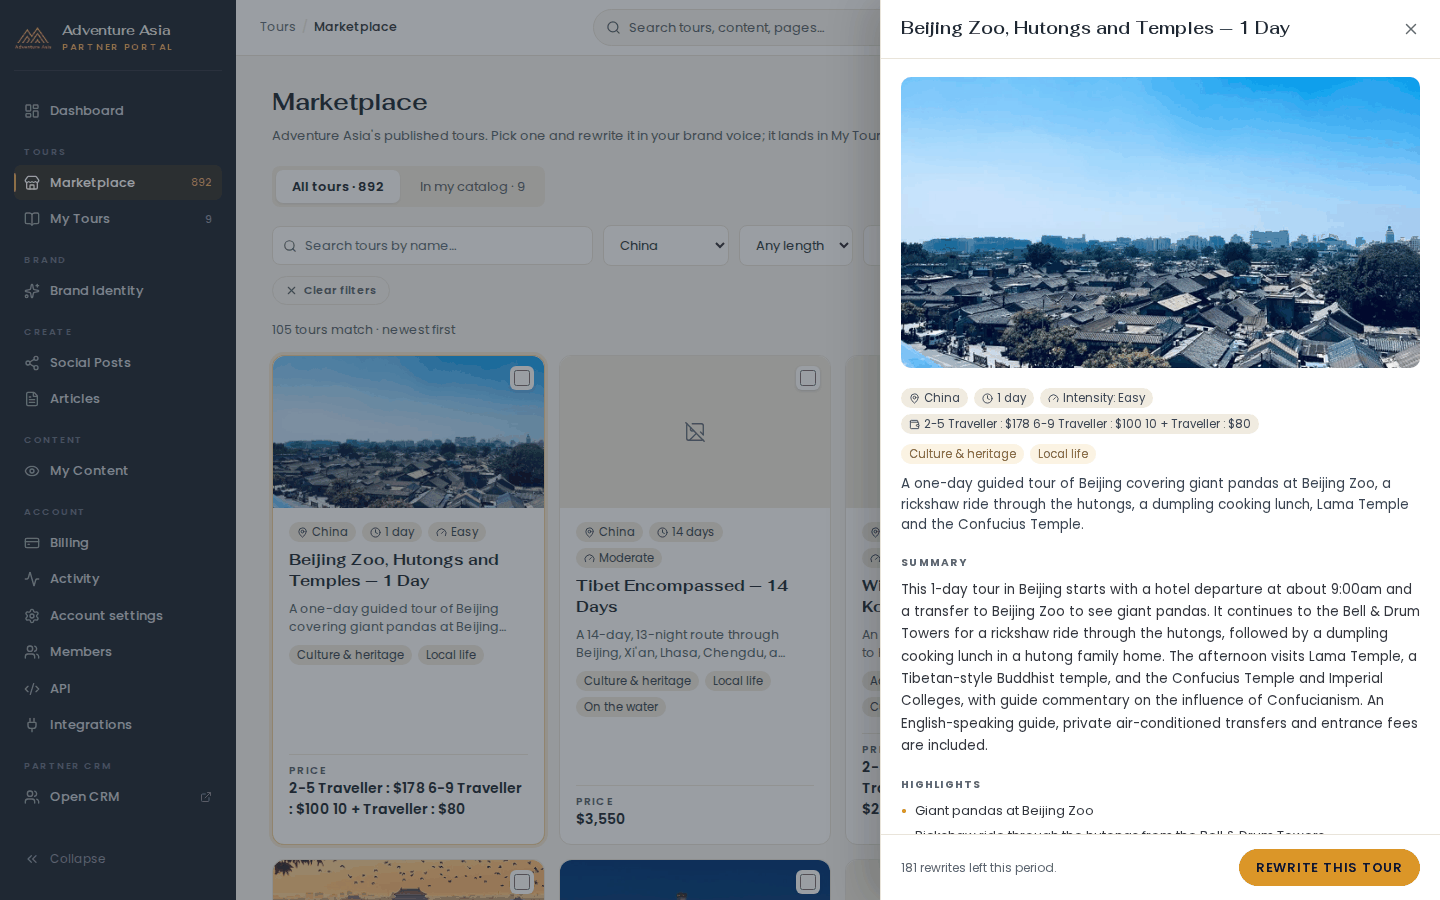 Adventure Asia
PARTNER PORTAL
Dashboard
TOURS
Marketplace 892
My Tours 9
BRAND
Brand Identity
CREATE
Social Posts
Articles
CONTENT
My Content
ACCOUNT
Billing
Activity
Account settings
Members
API
Integrations
PARTNER CRM
Open CRM
Collapse
Tours / Marketplace
Search tours, content, pages...
Marketplace
Adventure Asia's published tours. Pick one and rewrite it in your brand voice; it lands in My Tour
All tours · 892
In my catalog · 9
Search tours by name...
China
Any length
Clear filters
105 tours match · newest first
China 1 day Easy
Beijing Zoo, Hutongs and
Temples — 1 Day
A one-day guided tour of Beijing
covering giant pandas at Beijing...
Culture & heritage Local life
PRICE
2-5 Traveller : $178 6-9 Traveller
: $100 10 + Traveller : $80
China 14 days
Moderate
Tibet Encompassed — 14
Days
A 14-day, 13-night route through
Beijing, Xi'an, Lhasa, Chengdu, a...
Culture & heritage Local life
On the water
PRICE
$3,550
Beijing Zoo, Hutongs and Temples — 1 Day
China 1 day Intensity: Easy
2-5 Traveller : $178 6-9 Traveller : $100 10 + Traveller : $80
Culture & heritage Local life
A one-day guided tour of Beijing covering giant pandas at Beijing Zoo, a
rickshaw ride through the hutongs, a dumpling cooking lunch, Lama Temple
and the Confucius Temple.
SUMMARY
This 1-day tour in Beijing starts with a hotel departure at about 9:00am and
a transfer to Beijing Zoo to see giant pandas. It continues to the Bell & Drum
Towers for a rickshaw ride through the hutongs, followed by a dumpling
cooking lunch in a hutong family home. The afternoon visits Lama Temple, a
Tibetan-style Buddhist temple, and the Confucius Temple and Imperial
Colleges, with guide commentary on the influence of Confucianism. An
English-speaking guide, private air-conditioned transfers and entrance fees
are included.
HIGHLIGHTS
Giant pandas at Beijing Zoo
Rickshaw ride through the hutongs from the Bell & Drum Towers
181 rewrites left this period.
REWRITE THIS TOUR